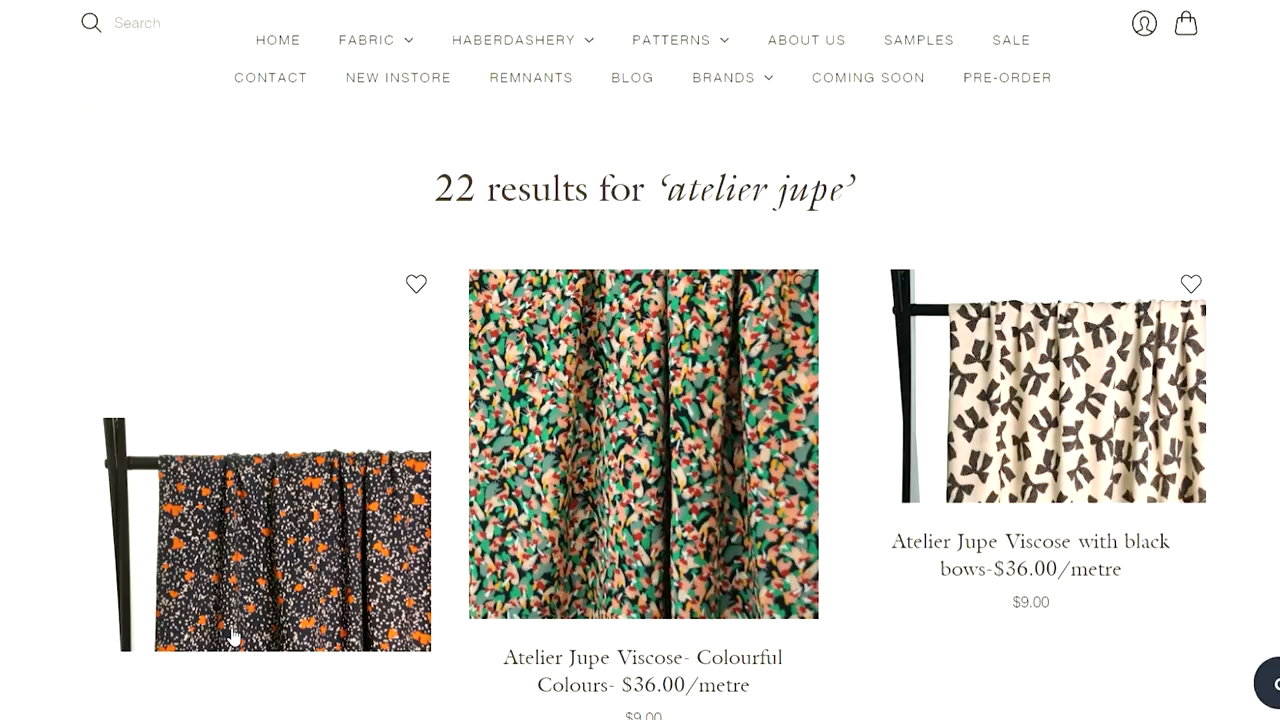 Search
HOME FABRIC HABERDASHERY PATTERNS ABOUT US SAMPLES SALE
CONTACT NEW INSTORE REMNANTS BLOG BRANDS COMING SOON PRE-ORDER
22 results for ‘atelier jupe’
Atelier Jupe Viscose- Colourful
Colours- $36.00/metre
$9.00
Atelier Jupe Viscose with black
bows-$36.00/metre
$9.00